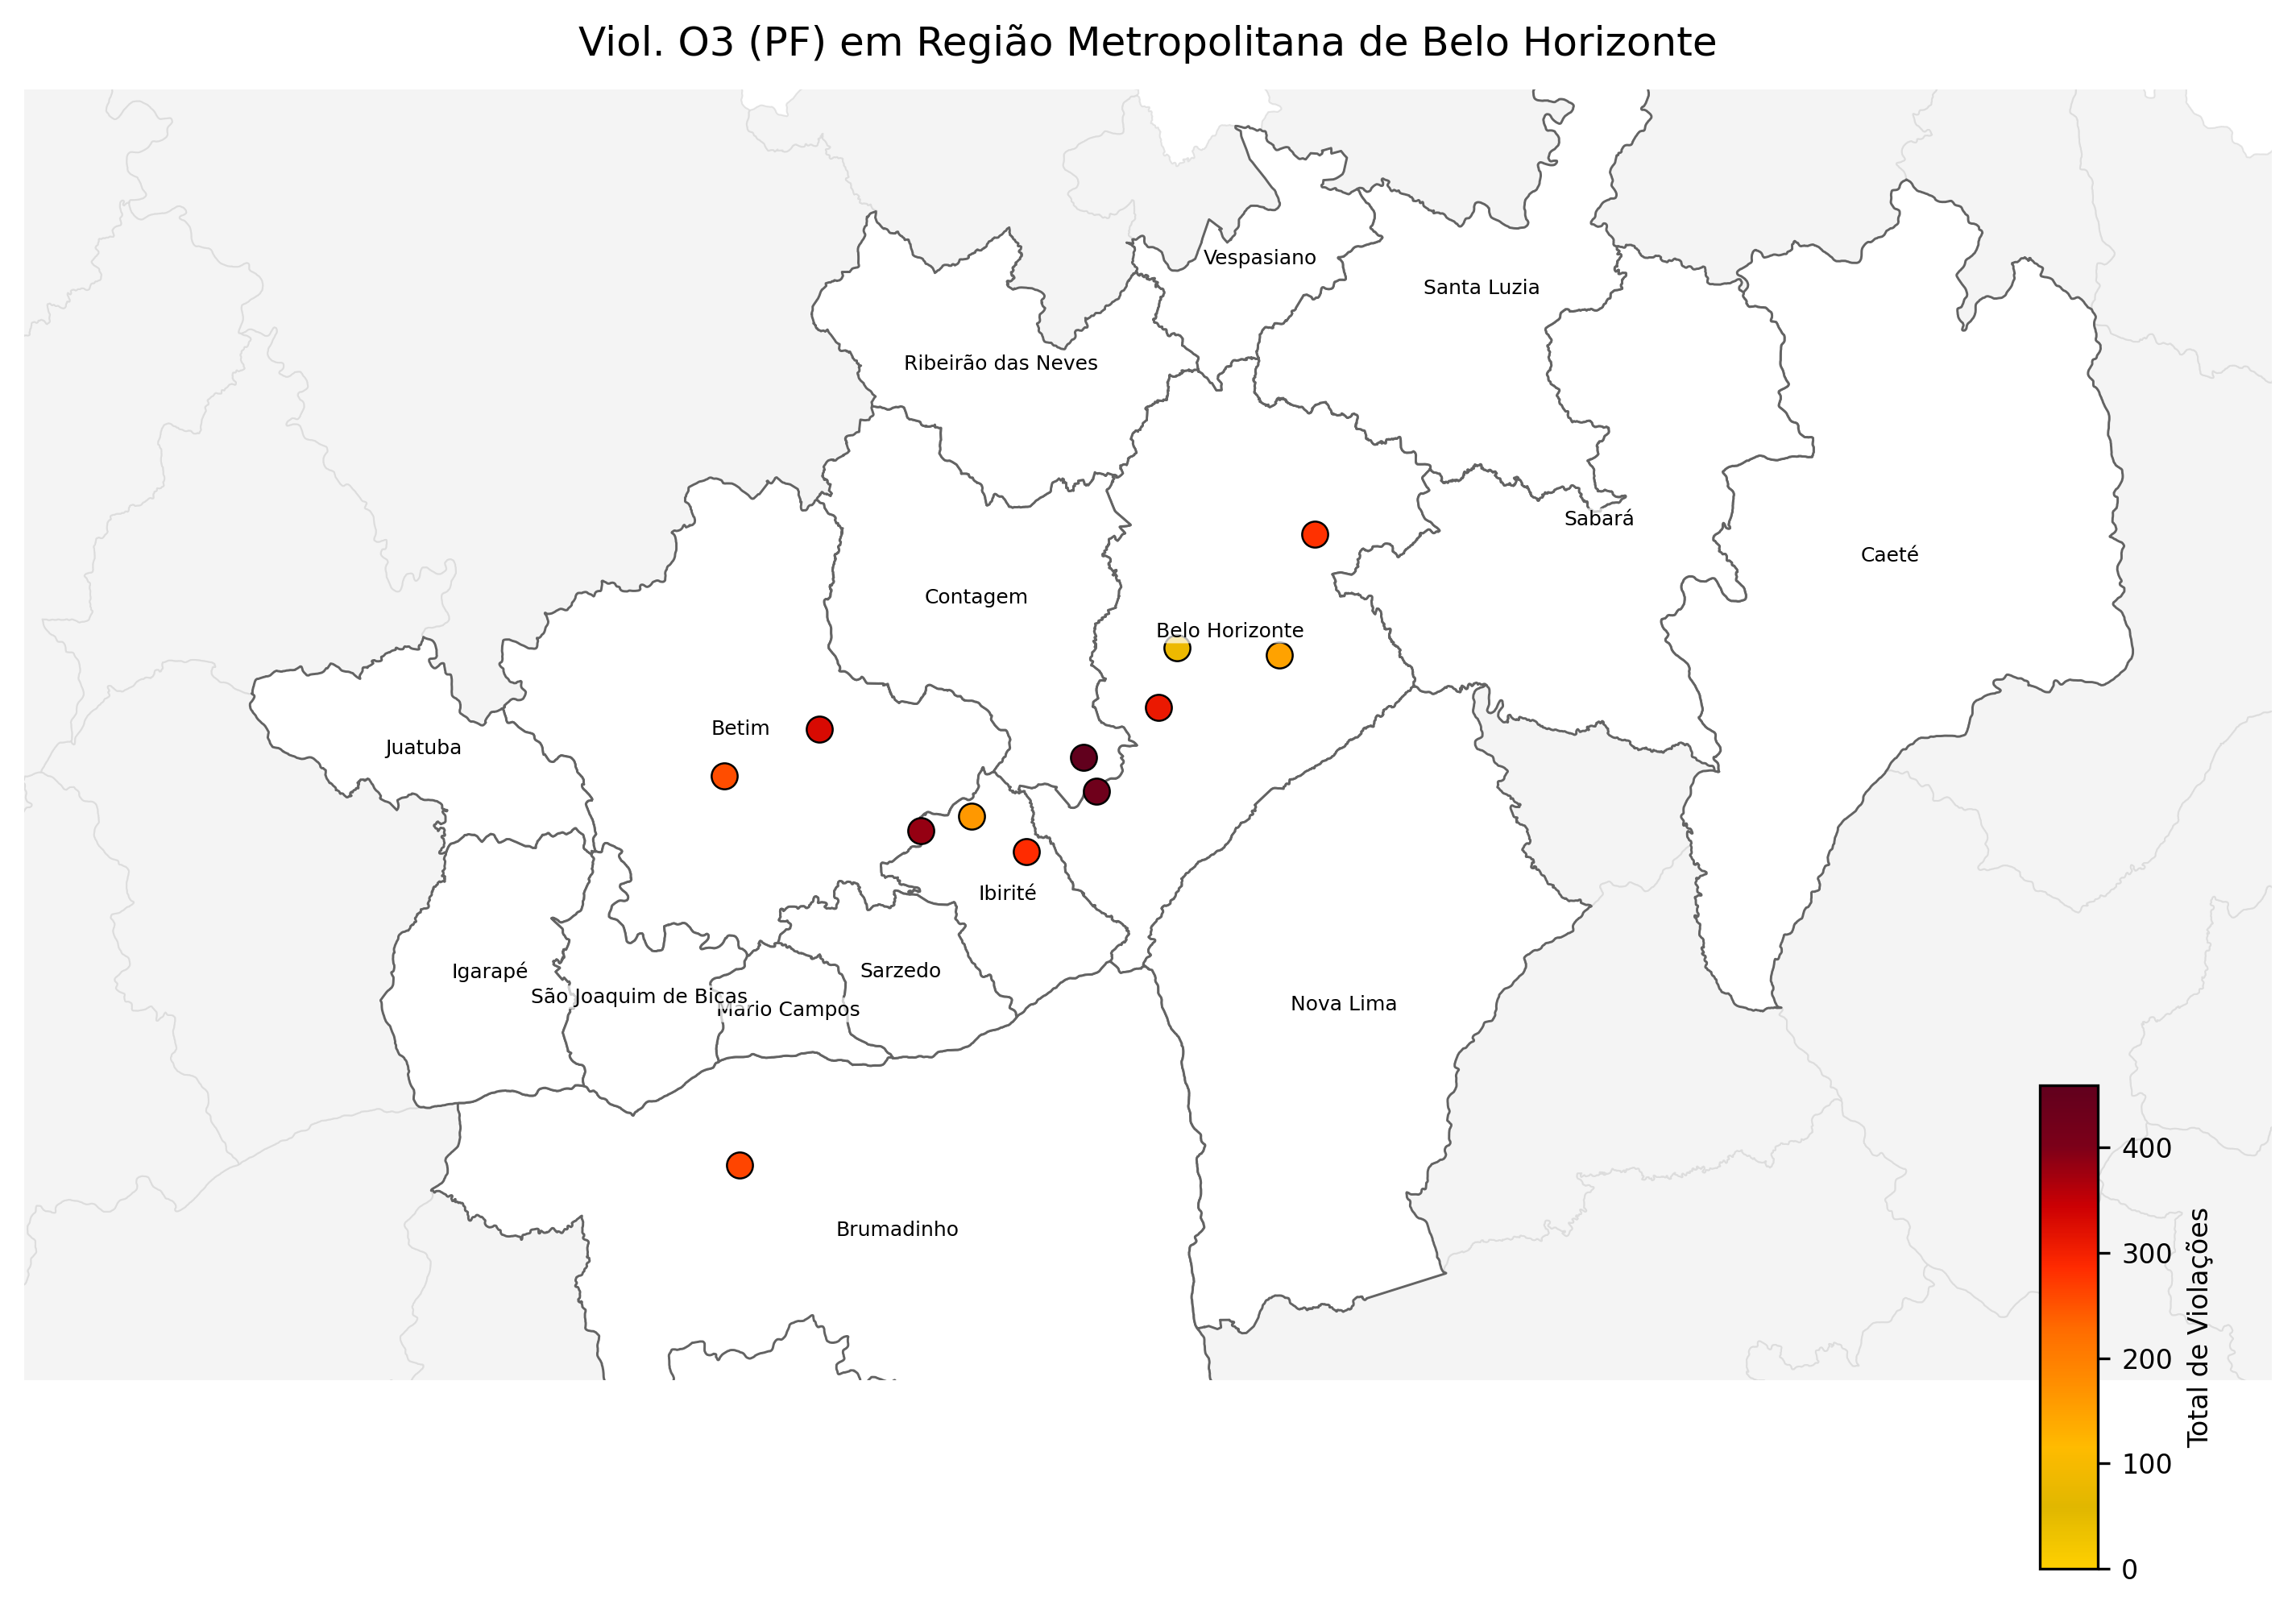 Viol. O3 (PF) em Região Metropolitana de Belo Horizonte
Vespasiano
Santa Luzia
Ribeirão das Neves
Sabará
Caeté
Contagem
Belo Horizonte
Betim
Juatuba
Ibirité
Igarapé
Sarzedo
São Joaquim de Bicas
Mário Campos
Nova Lima
Brumadinho
400
300
200
100
0
Total de Violações